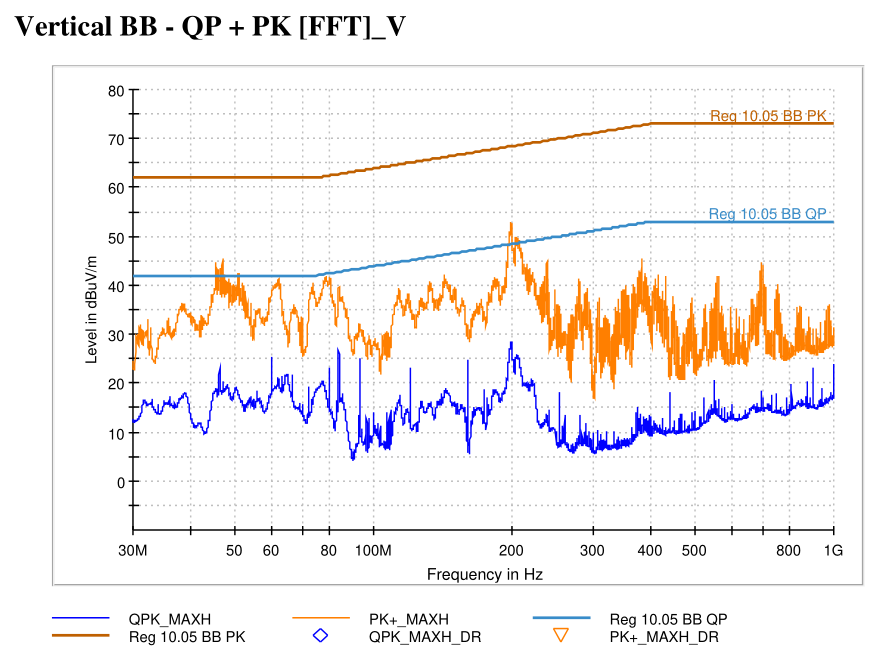 Vertical BB - QP + PK [FFT]_V
80
70
60
50
40
30
20
10
0
Level in dBuV/m
Reg 10.05 BB PK
Reg 10.05 BB QP
30M 50 60 80 100M 200 300 400 500 800 1G
Frequency in Hz
QPK_MAXH PK+_MAXH Reg 10.05 BB QP
Reg 10.05 BB PK QPK_MAXH_DR PK+_MAXH_DR